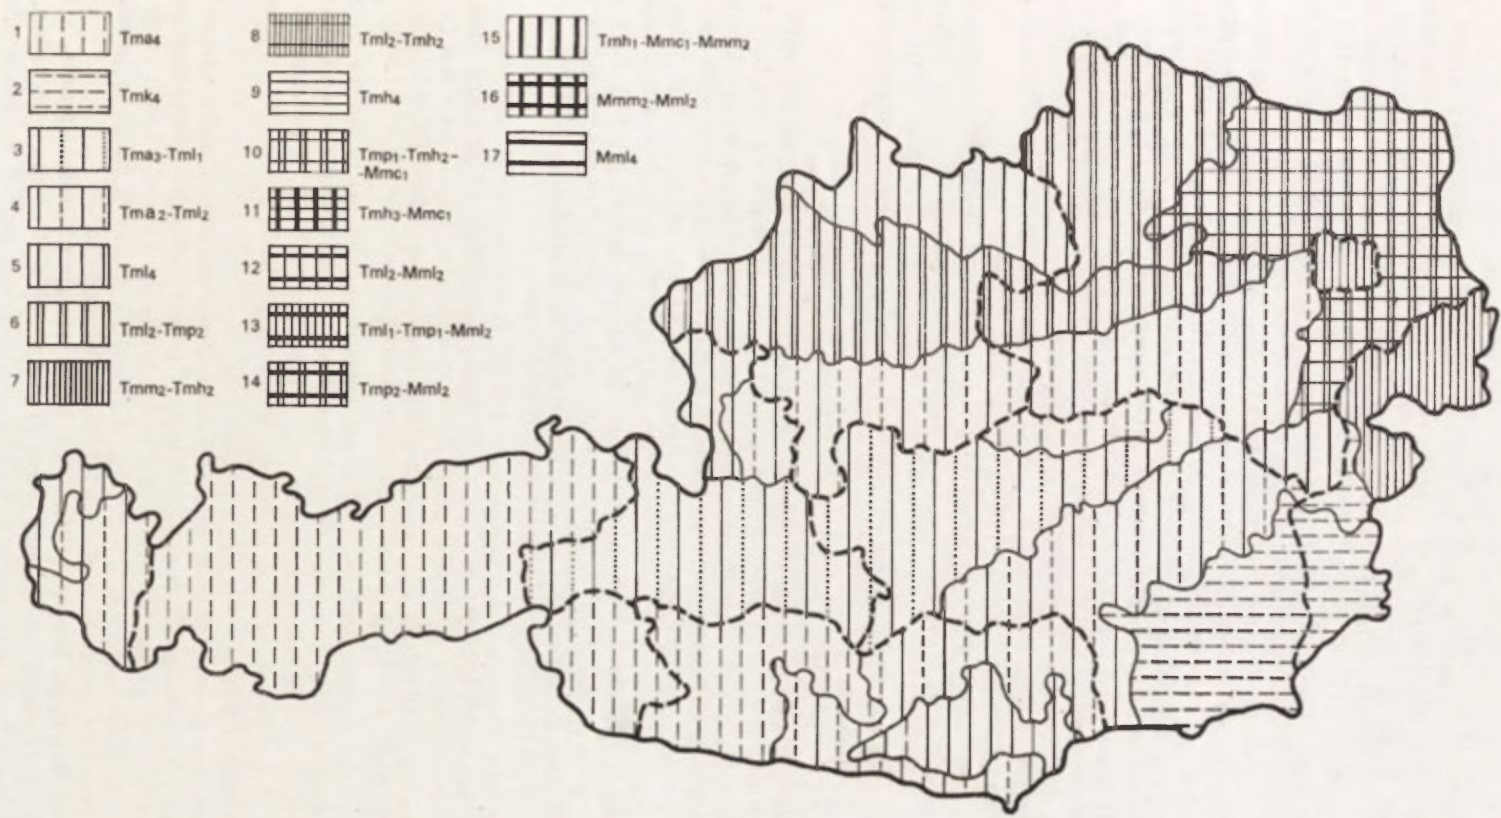 1 Tma4
2 Tmk4
3 Tma3-Tml1
4 Tma2-Tml2
5 Tml4
6 Tml2-Tmp2
7 Tmm2-Tmh2
8 Tml2-Tmh2
9 Tmh4
10 Tmp1-Tmh2-
-Mmc1
11 Tmh3-Mmc1
12 Tml2-Mml2
13 Tml1-Tmp1-Mml2
14 Tmp2-Mml2
15 Tmh1-Mmc1-Mmm2
16 Mmm2-Mml2
17 Mml4